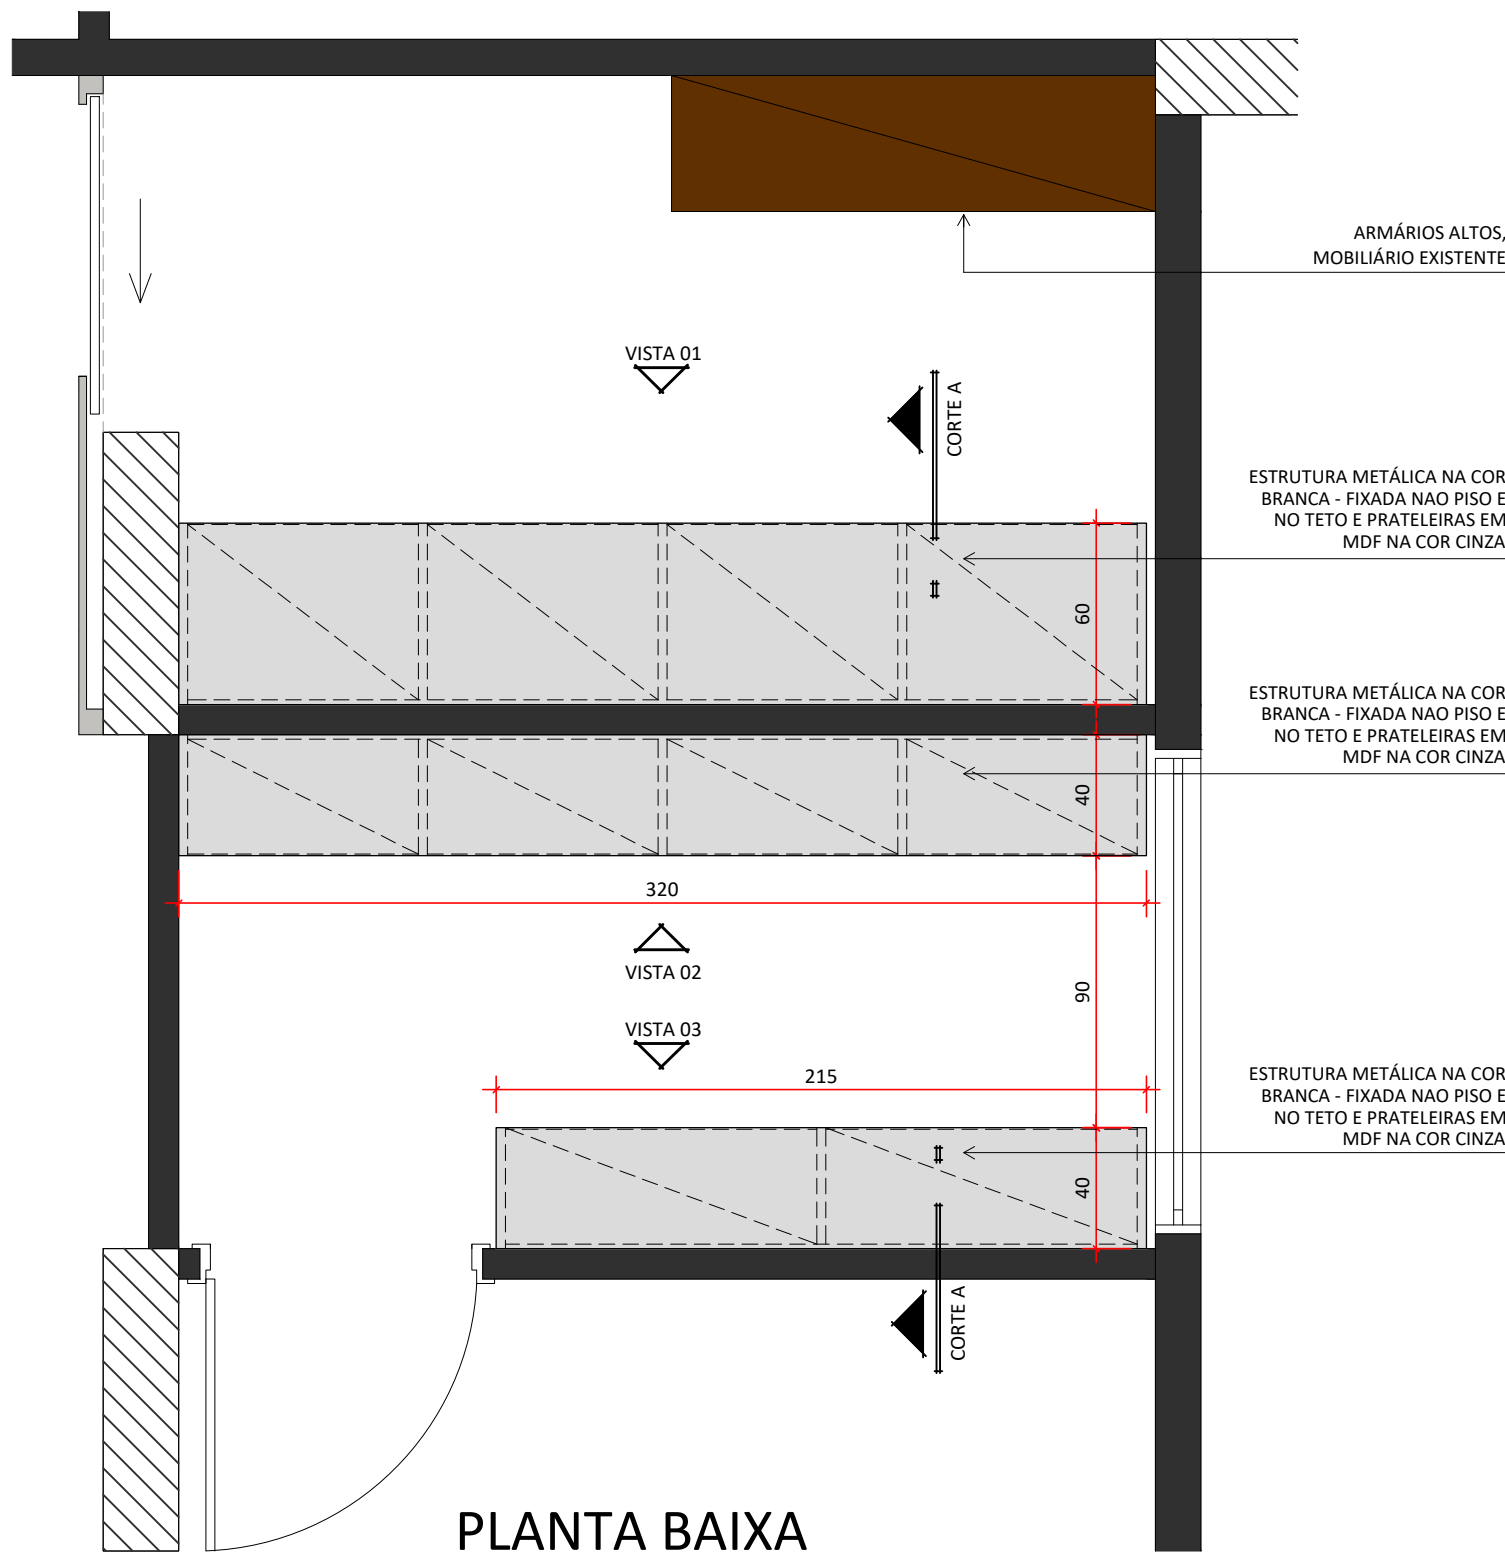 ARMÁRIOS ALTOS,
MOBILIÁRIO EXISTENTE
VISTA 01
CORTE A
ESTRUTURA METÁLICA NA COR
BRANCA - FIXADA NAO PISO E
NO TETO E PRATELEIRAS EM
MDF NA COR CINZA
60
ESTRUTURA METÁLICA NA COR
BRANCA - FIXADA NAO PISO E
NO TETO E PRATELEIRAS EM
MDF NA COR CINZA
40
320
VISTA 02
90
VISTA 03
215
ESTRUTURA METÁLICA NA COR
BRANCA - FIXADA NAO PISO E
NO TETO E PRATELEIRAS EM
MDF NA COR CINZA
40
CORTE A
PLANTA BAIXA